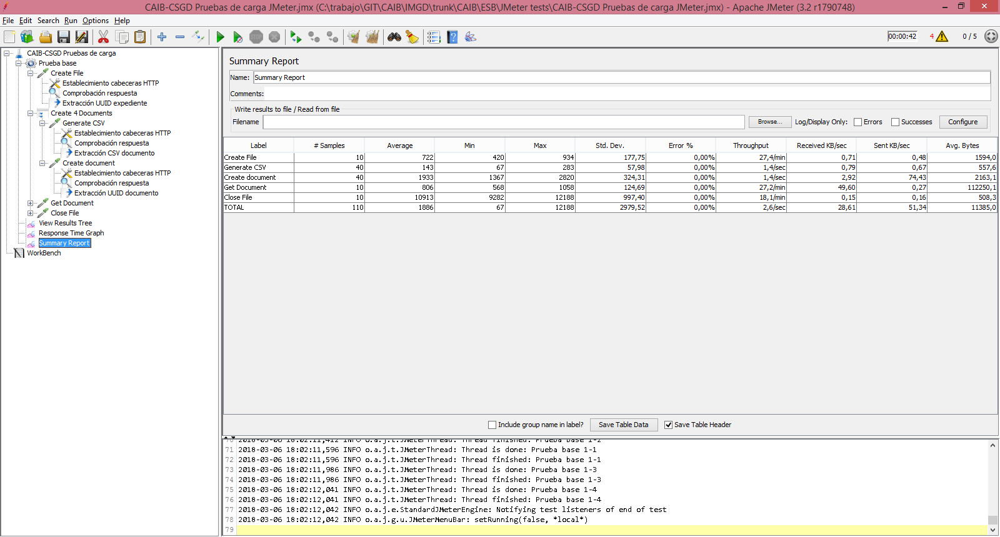 CAIB-CSGD Pruebas de carga JMeter.jmx (C:\trabajo\GIT\CAIB\IMGD\trunk\CAIB\ESB\JMeter tests\CAIB-CSGD Pruebas de carga JMeter.jmx) - Apache JMeter (3.2 r1790748)
File Edit Search Run Options Help
STOP 00:00:42 4 0 / 5
CAIB-CSGD Pruebas de carga
Prueba base
Create File
Establecimiento cabeceras HTTP
Comprobación respuesta
Extracción UUID expediente
Create 4 Documents
Generate CSV
Establecimiento cabeceras HTTP
Comprobación respuesta
Extracción CSV documento
Create document
Establecimiento cabeceras HTTP
Comprobación respuesta
Extracción UUID documento
Get Document
Close File
View Results Tree
Response Time Graph
Summary Report
WorkBench
Summary Report
Name: Summary Report
Comments:
Write results to file / Read from file
Filename Browse... Log/Display Only: Errors Successes Configure
Label # Samples Average Min Max Std. Dev. Error % Throughput Received KB/sec Sent KB/sec Avg. Bytes
Create File 10 722 420 934 177,75 0,00% 27,4/min 0,71 0,48 1594,0
Generate CSV 40 143 67 283 57,98 0,00% 1,4/sec 0,79 0,67 557,6
Create document 40 1933 1367 2820 324,31 0,00% 1,4/sec 2,92 74,43 2163,1
Get Document 10 806 568 1058 124,69 0,00% 27,2/min 49,60 0,27 112250,1
Close File 10 10913 9282 12188 997,40 0,00% 18,1/min 0,15 0,16 508,3
TOTAL 110 1886 67 12188 2979,52 0,00% 2,6/sec 28,61 51,34 11385,0
Include group name in label? Save Table Data Save Table Header
70 2018-03-06 18:02:11,412 INFO o.a.j.t.JMeterThread: Thread finished: Prueba base 1-2
71 2018-03-06 18:02:11,596 INFO o.a.j.t.JMeterThread: Thread is done: Prueba base 1-1
72 2018-03-06 18:02:11,596 INFO o.a.j.t.JMeterThread: Thread finished: Prueba base 1-1
73 2018-03-06 18:02:11,986 INFO o.a.j.t.JMeterThread: Thread is done: Prueba base 1-3
74 2018-03-06 18:02:11,986 INFO o.a.j.t.JMeterThread: Thread finished: Prueba base 1-3
75 2018-03-06 18:02:12,041 INFO o.a.j.t.JMeterThread: Thread is done: Prueba base 1-4
76 2018-03-06 18:02:12,041 INFO o.a.j.t.JMeterThread: Thread finished: Prueba base 1-4
77 2018-03-06 18:02:12,042 INFO o.a.j.e.StandardJMeterEngine: Notifying test listeners of end of test
78 2018-03-06 18:02:12,042 INFO o.a.j.g.u.JMeterMenuBar: setRunning(false, *local*)
79